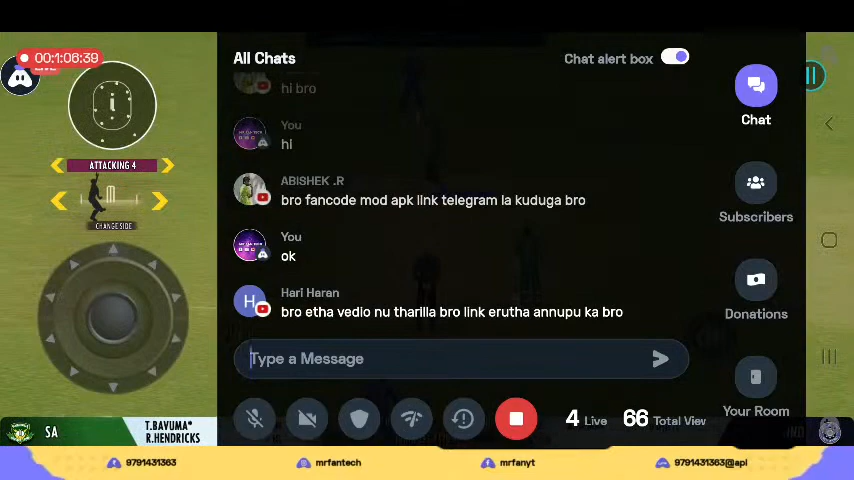 00:1:06:39
All Chats
Chat alert box
hi bro
You
hi
Chat
ATTACKING 4
ABISHEK .R
bro fancode mod apk link telegram la kuduga bro
Subscribers
CHANGE SIDE
You
ok
Hari Haran
bro etha vedio nu tharilla bro link erutha annupu ka bro
Donations
Type a Message
Your Room
4 Live 66 Total View
SA
T.BAVUMA*
R.HENDRICKS
9791431363 mrfantech mrfanyt 9791431363@apl